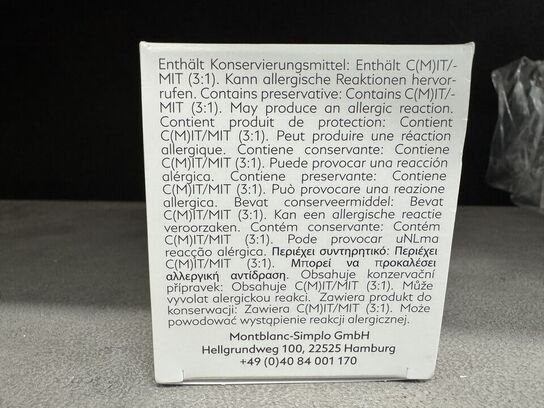 Enthält Konservierungsmittel: Enthält C(M)IT/-
MIT (3:1). Kann allergische Reaktionen hervor-
rufen. Contains preservative: Contains C(M)IT/-
MIT (3:1). May produce an allergic reaction.
Contient produit de protection: Contient
C(M)IT/MIT (3:1). Peut produire une réaction
allergique. Contiene conservante: Contiene
C(M)IT/MIT (3:1). Puede provocar una reacción
alérgica. Contiene preservante: Contiene
C(M)IT/MIT (3:1). Può provocare una reazione
allergica. Bevat conserveermiddel: Bevat
C(M)IT/MIT (3:1). Kan een allergische reactie
veroorzaken. Contém conservante: Contém
C(M)IT/MIT (3:1). Pode provocar uNLma
reacção alérgica. Περιέχει συντηρητικό: Περιέχει
C(M)IT/MIT (3:1). Μπορεί να προκαλέσει
αλλεργική αντίδραση. Obsahuje konzervační
přípravek: Obsahuje C(M)IT/MIT (3:1). Může
vyvolat alergickou reakci. Zawiera produkt do
konserwacji: Zawiera C(M)IT/MIT (3:1). Może
powodować wystąpienie reakcji alergicznej.
Montblanc-Simplo GmbH
Hellgrundweg 100, 22525 Hamburg
+49 (0)40 84 001 170